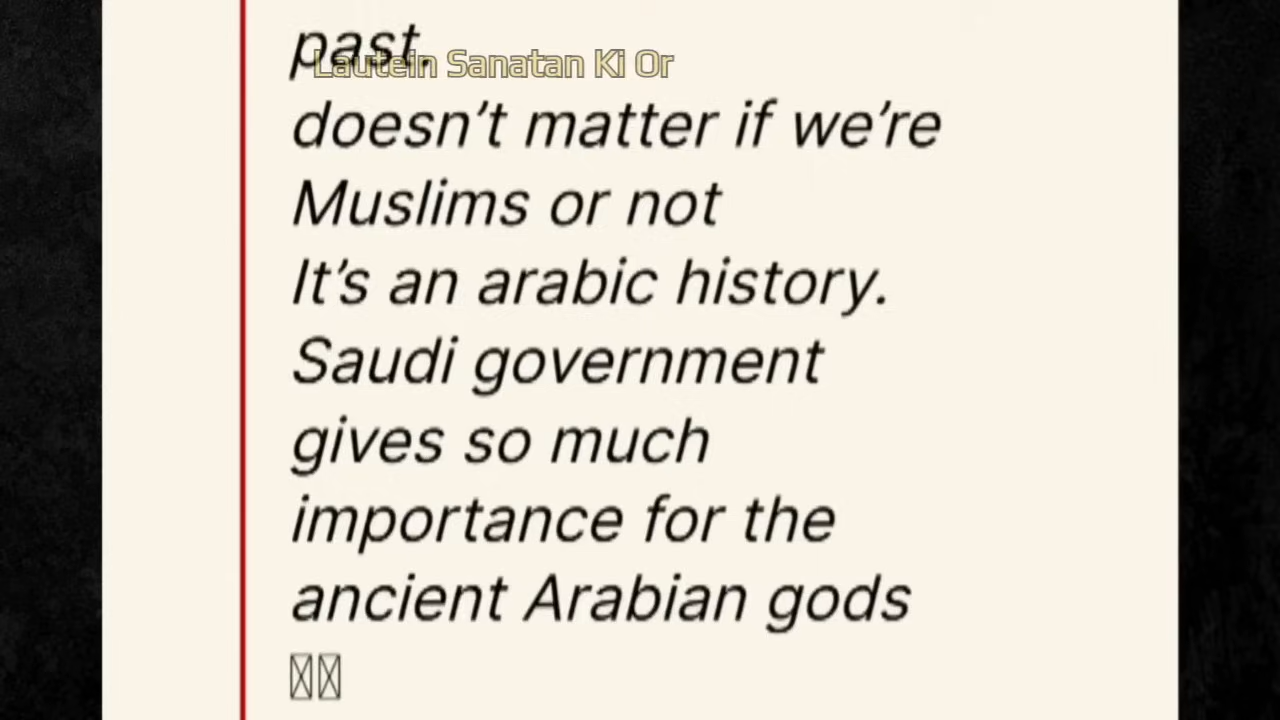 past.
Lautein Sanatan Ki Or
doesn’t matter if we’re
Muslims or not
It’s an arabic history.
Saudi government
gives so much
importance for the
ancient Arabian gods